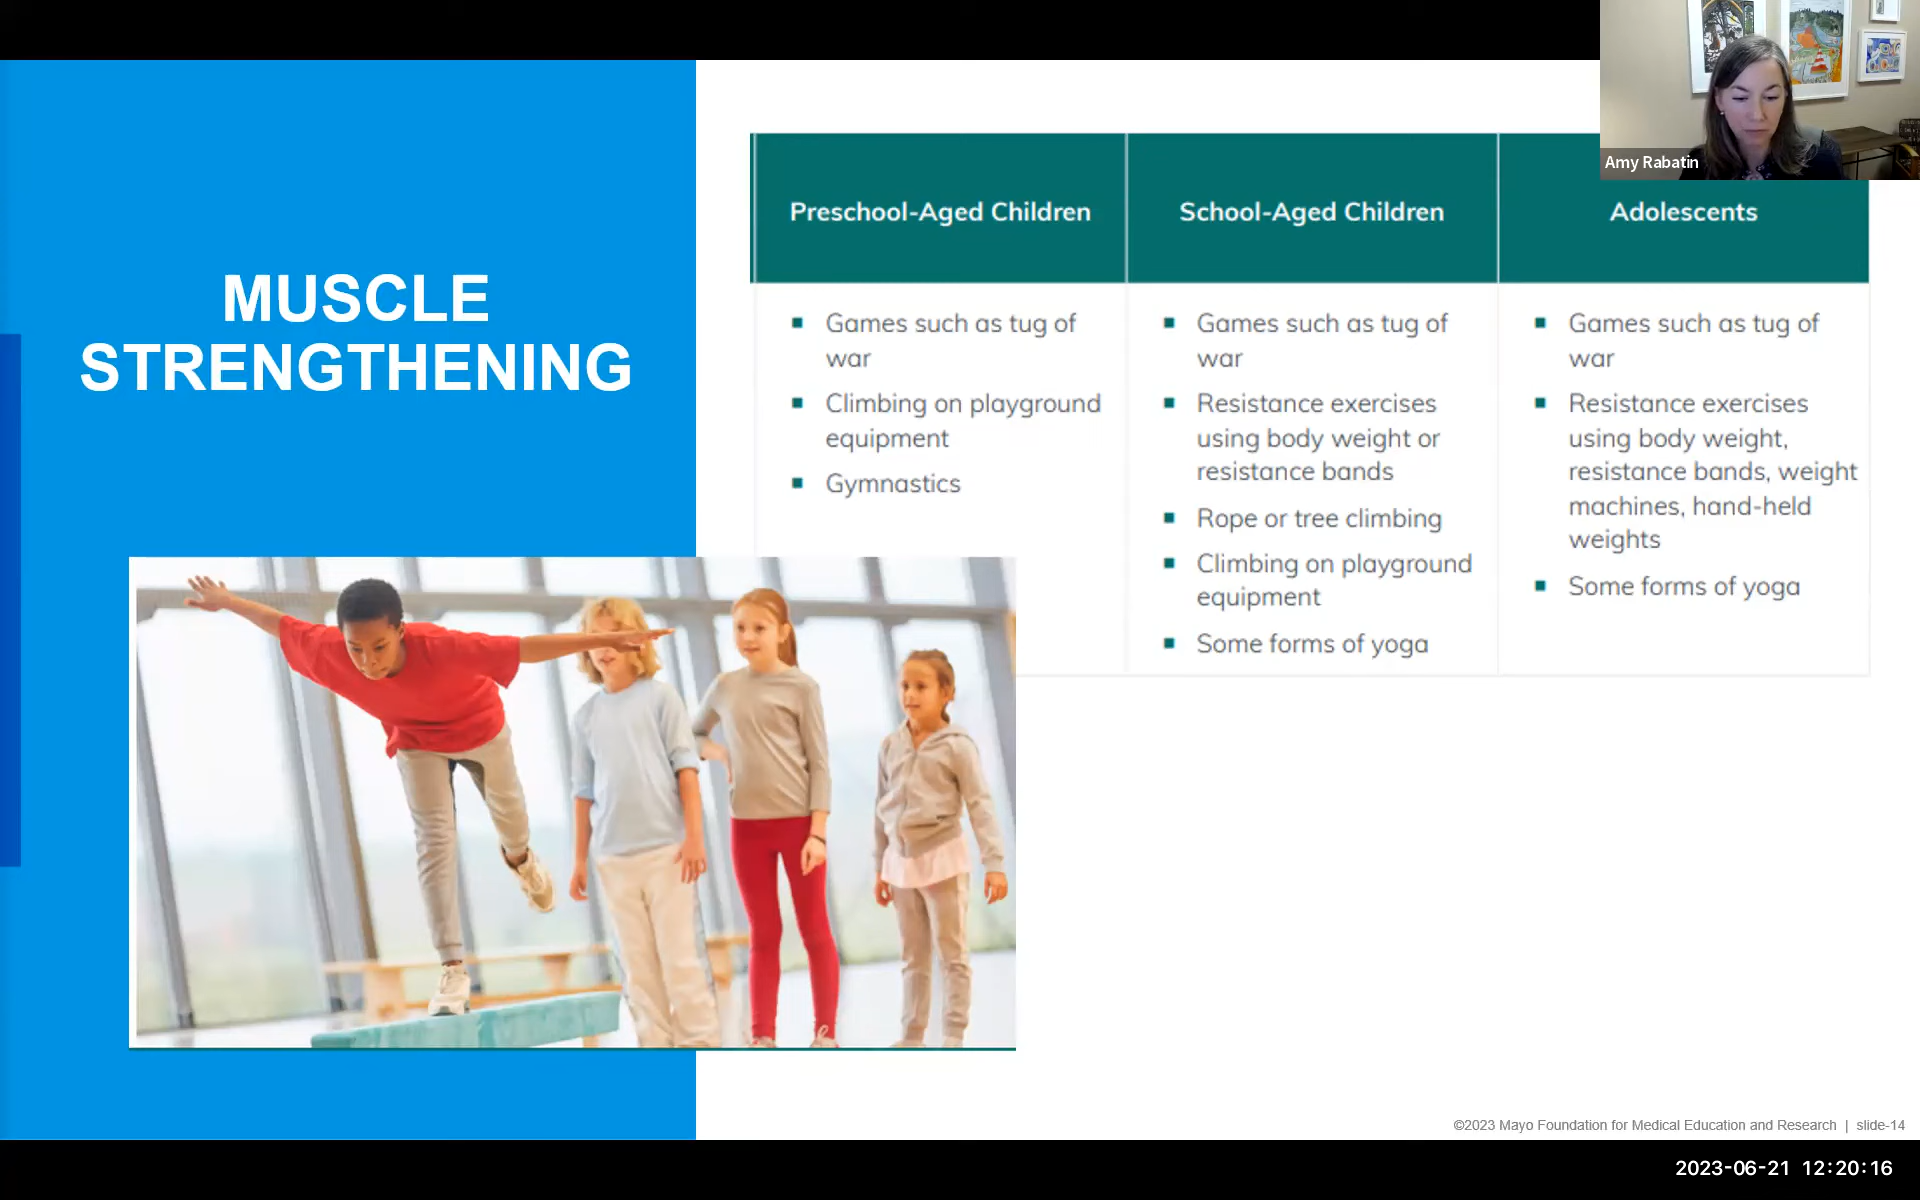 Amy Rabatin
MUSCLE
STRENGTHENING
Preschool-Aged Children
School-Aged Children
Adolescents
Games such as tug of
war
Climbing on playground
equipment
Gymnastics
Games such as tug of
war
Resistance exercises
using body weight or
resistance bands
Rope or tree climbing
Climbing on playground
equipment
Some forms of yoga
Games such as tug of
war
Resistance exercises
using body weight,
resistance bands, weight
machines, hand-held
weights
Some forms of yoga
©2023 Mayo Foundation for Medical Education and Research | slide-14
2023-06-21 12:20:16